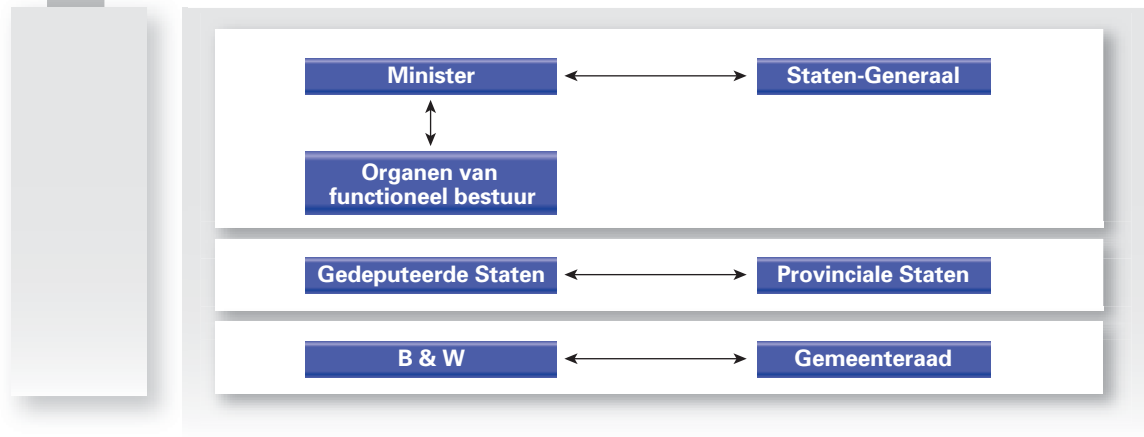 Minister
Staten-Generaal
Organen van
functioneel bestuur
Gedeputeerde Staten
Provinciale Staten
B & W
Gemeenteraad